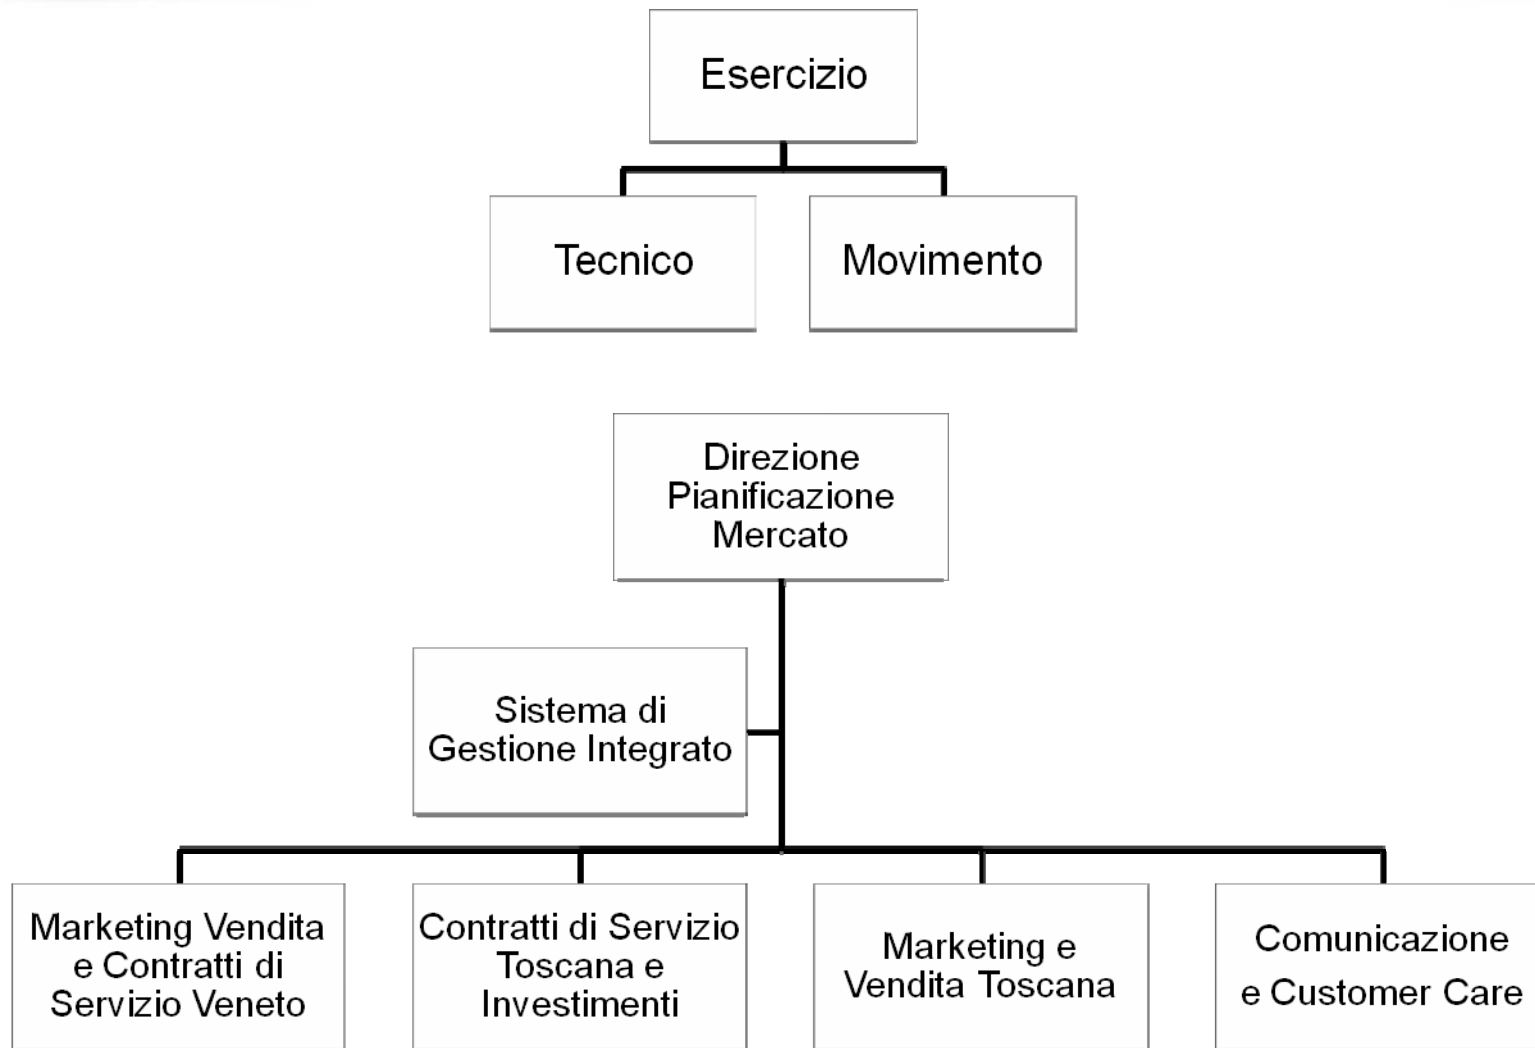 Esercizio
Tecnico
Movimento
Direzione
Pianificazione
Mercato
Sistema di
Gestione Integrato
Marketing Vendita
e Contratti di
Servizio Veneto
Contratti di Servizio
Toscana e
Investimenti
Marketing e
Vendita Toscana
Comunicazione
e Customer Care